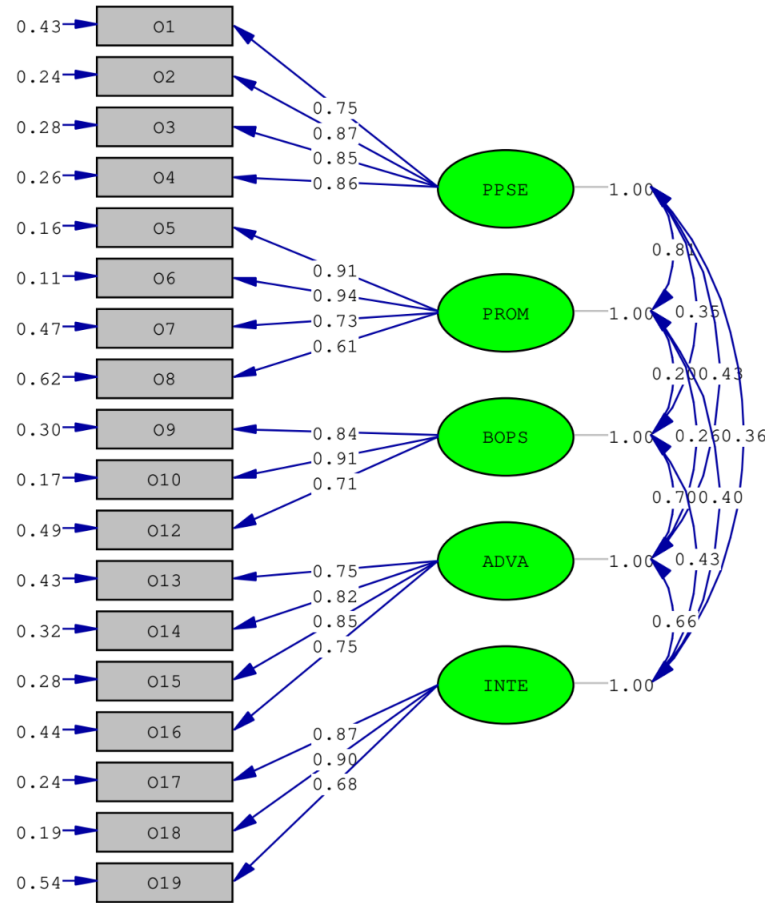 0.43 O1
0.24 O2
0.75
0.87
0.28 O3
0.85
0.26 O4 0.86 PPSE 1.00
0.16 O5
0.81
0.91
0.11 O6
0.94
0.47 O7 0.73 PROM 1.00 0.35
0.61
0.62 O8
0.20 0.43
0.30 O9 0.84
0.91 BOPS 1.00 0.26 0.36
0.17 O10
0.71
0.70 0.40
0.49 O12
0.43 O13 0.75 ADVA 1.00 0.43
0.82
0.32 O14
0.85
0.66
0.75
0.28 O15
INTE 1.00
0.44 O16
0.87
0.90
0.24 O17
0.68
0.19 O18
0.54 O19